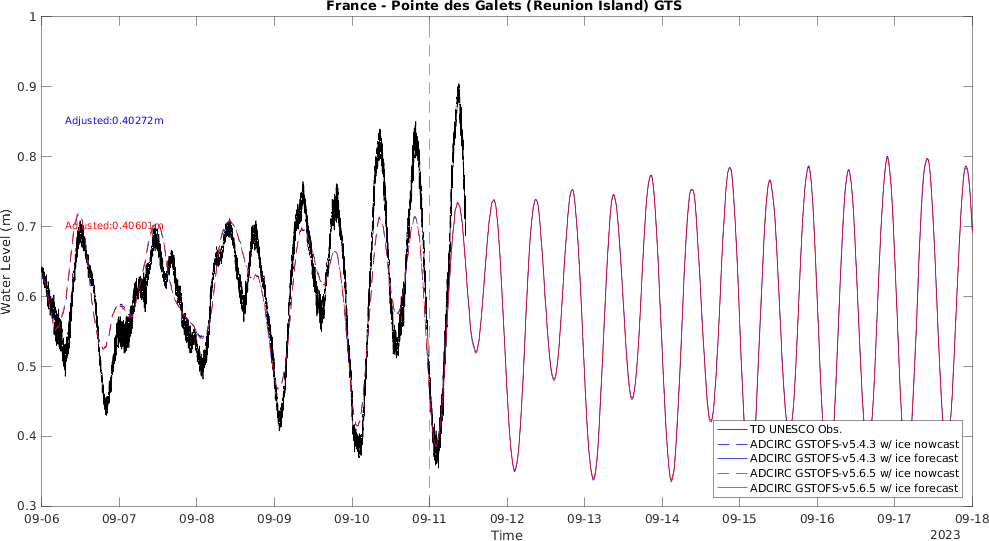 France - Pointe des Galets (Reunion Island) GTS
1
0.9
0.8
0.7
0.6
0.5
0.4
0.3
Water Level (m)
Adjusted:0.40272m
Adjusted:0.40601m
TD UNESCO Obs.
ADCIRC GSTOFS-v5.4.3 w/ ice nowcast
ADCIRC GSTOFS-v5.4.3 w/ ice forecast
ADCIRC GSTOFS-v5.6.5 w/ ice nowcast
ADCIRC GSTOFS-v5.6.5 w/ ice forecast
09-06 09-07 09-08 09-09 09-10 09-11 09-12 09-13 09-14 09-15 09-16 09-17 09-18
Time
2023